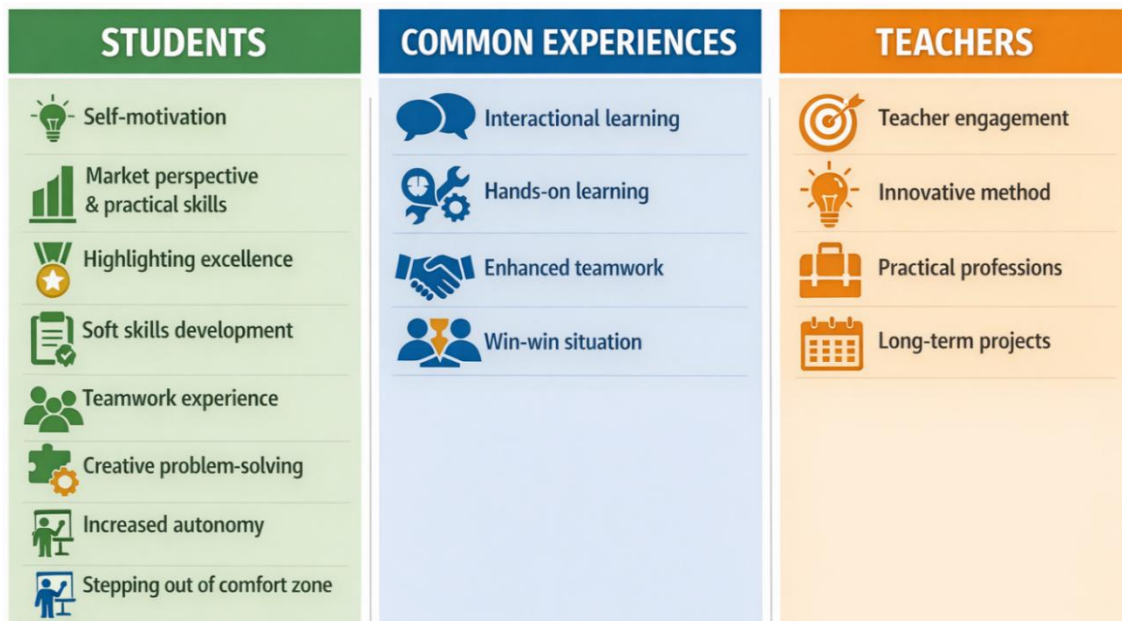 STUDENTS
Self-motivation
Market perspective
& practical skills
Highlighting excellence
Soft skills development
Teamwork experience
Creative problem-solving
Increased autonomy
Stepping out of comfort zone
COMMON EXPERIENCES
Interactional learning
Hands-on learning
Enhanced teamwork
Win-win situation
TEACHERS
Teacher engagement
Innovative method
Practical professions
Long-term projects